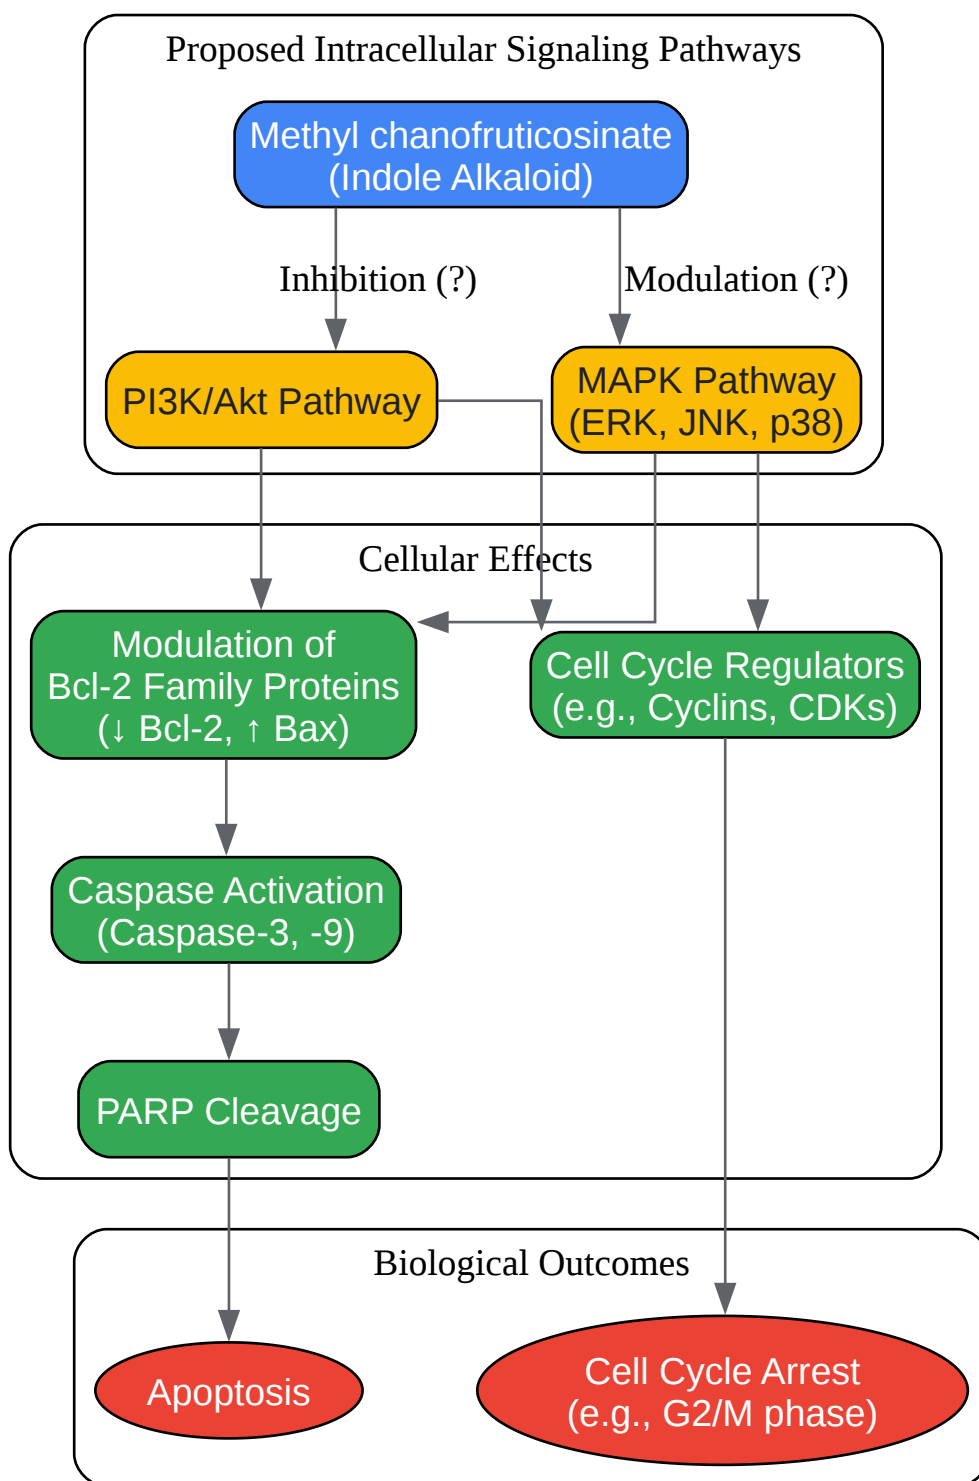 Proposed Intracellular Signaling Pathways
Methyl chanofruticosinate
(Indole Alkaloid)
Inhibition (?)
Modulation (?)
PI3K/Akt Pathway
MAPK Pathway
(ERK, JNK, p38)
Cellular Effects
Modulation of
Bcl-2 Family Proteins
(↓ Bcl-2, ↑ Bax)
Cell Cycle Regulators
(e.g., Cyclins, CDKs)
Caspase Activation
(Caspase-3, -9)
PARP Cleavage
Biological Outcomes
Apoptosis
Cell Cycle Arrest
(e.g., G2/M phase)